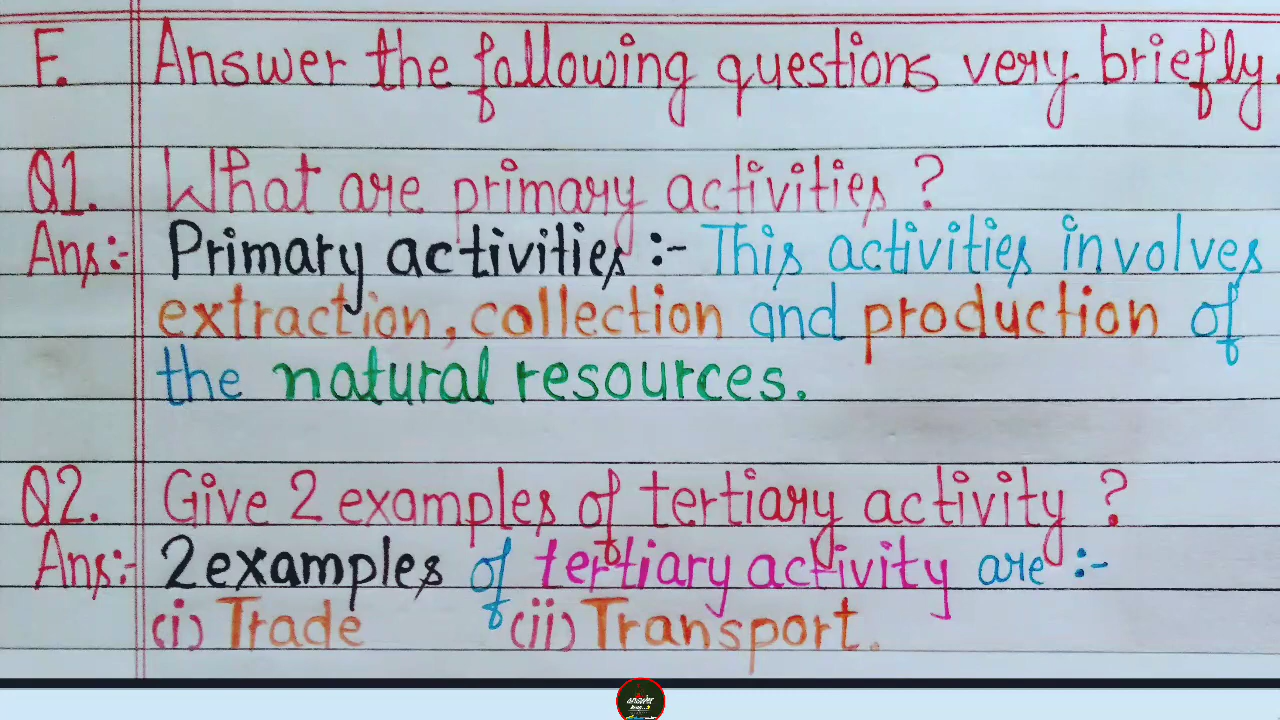 F. Answer the following questions very briefly.
Q1. What are primary activities ?
Ans:- Primary activities :- This activities involves
extraction, collection and production of
the natural resources.
Q2. Give 2 examples of tertiary activity ?
Ans:- 2 examples of tertiary activity are :-
(i) Trade (ii) Transport.
answer